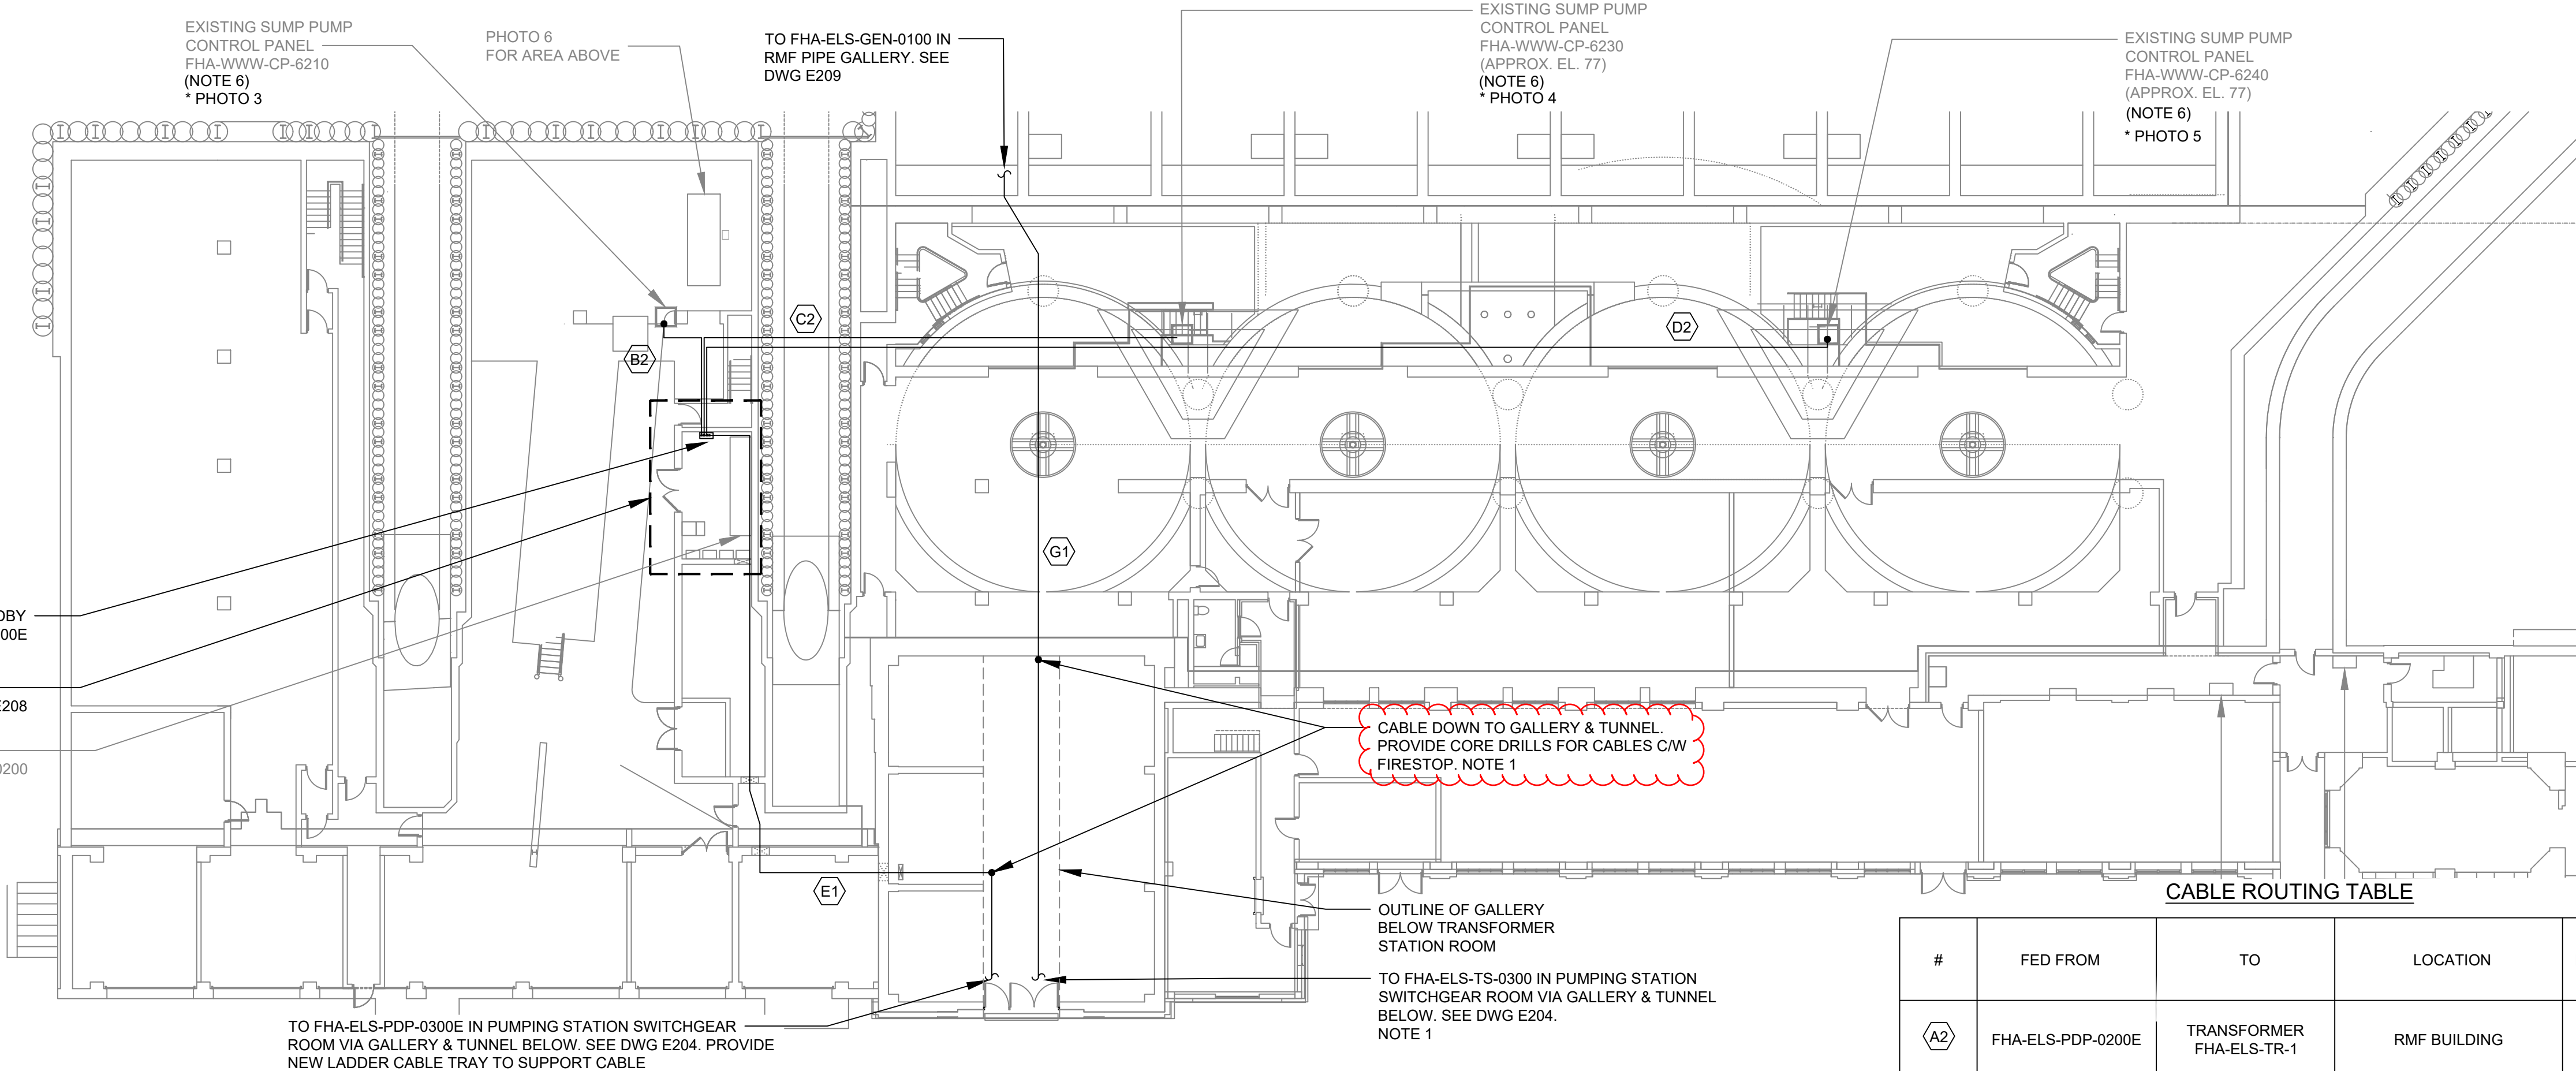 EXISTING SUMP PUMP
CONTROL PANEL
FHA-WWW-CP-6210
(NOTE 6)
* PHOTO 3
PHOTO 6
FOR AREA ABOVE
TO FHA-ELS-GEN-0100 IN
RMF PIPE GALLERY. SEE
DWG E209
EXISTING SUMP PUMP
CONTROL PANEL
FHA-WWW-CP-6230
(APPROX. EL. 77)
(NOTE 6)
* PHOTO 4
EXISTING SUMP PUMP
CONTROL PANEL
FHA-WWW-CP-6240
(APPROX. EL. 77)
(NOTE 6)
* PHOTO 5
C2
D2
B2
G1
DBY
00E
E208
0200
CABLE DOWN TO GALLERY & TUNNEL.
PROVIDE CORE DRILLS FOR CABLES C/W
FIRESTOP. NOTE 1
E1
OUTLINE OF GALLERY
BELOW TRANSFORMER
STATION ROOM
TO FHA-ELS-TS-0300 IN PUMPING STATION
SWITCHGEAR ROOM VIA GALLERY & TUNNEL
BELOW. SEE DWG E204.
NOTE 1
TO FHA-ELS-PDP-0300E IN PUMPING STATION SWITCHGEAR
ROOM VIA GALLERY & TUNNEL BELOW. SEE DWG E204. PROVIDE
NEW LADDER CABLE TRAY TO SUPPORT CABLE
CABLE ROUTING TABLE
# FED FROM TO LOCATION
A2 FHA-ELS-PDP-0200E TRANSFORMER FHA-ELS-TR-1 RMF BUILDING